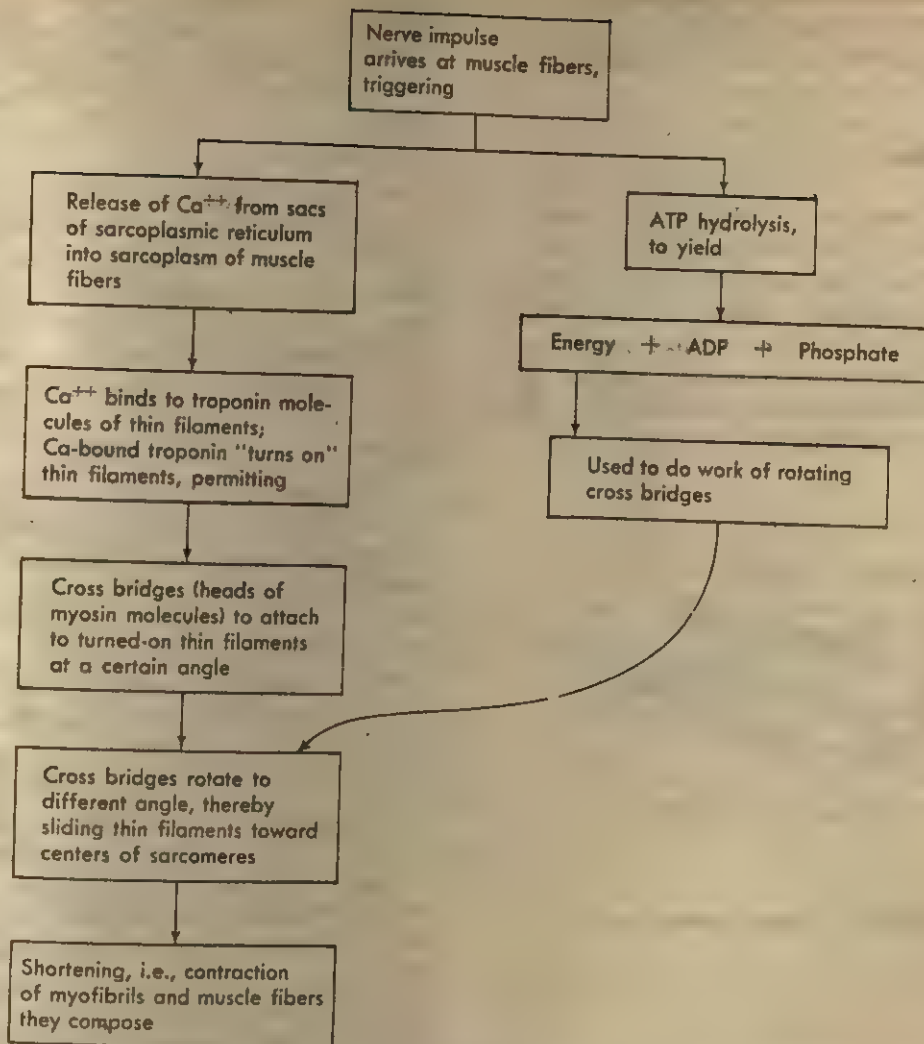 Nerve impulse
arrives at muscle fibers,
triggering
Release of Ca⁺⁺ from sacs
of sarcoplasmic reticulum
into sarcoplasm of muscle
fibers
ATP hydrolysis,
to yield
Energy + ADP + Phosphate
Ca⁺⁺ binds to troponin mole-
cules of thin filaments;
Ca-bound troponin "turns on"
thin filaments, permitting
Used to do work of rotating
cross bridges
Cross bridges (heads of
myosin molecules) to attach
to turned-on thin filaments
at a certain angle
Cross bridges rotate to
different angle, thereby
sliding thin filaments toward
centers of sarcomeres
Shortening, i.e., contraction
of myofibrils and muscle fibers
they compose